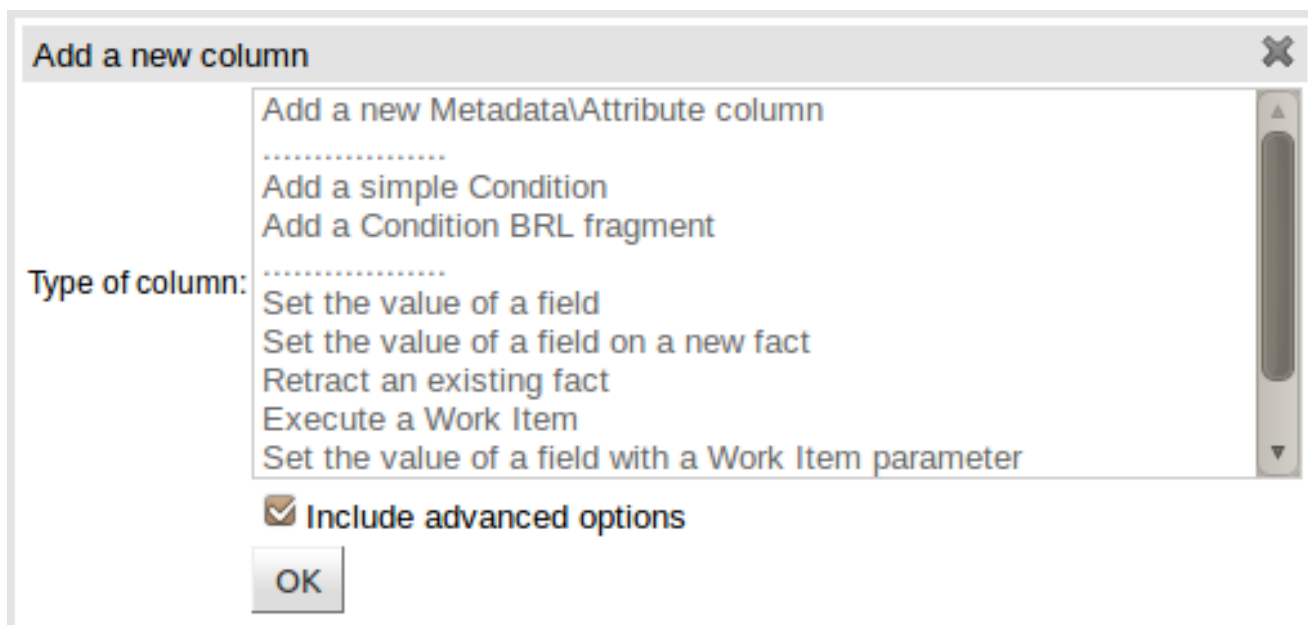 Add a new column
Add a new Metadata\Attribute column
..................
Add a simple Condition
Add a Condition BRL fragment
..................
Type of column:
Set the value of a field
Set the value of a field on a new fact
Retract an existing fact
Execute a Work Item
Set the value of a field with a Work Item parameter
Include advanced options
OK